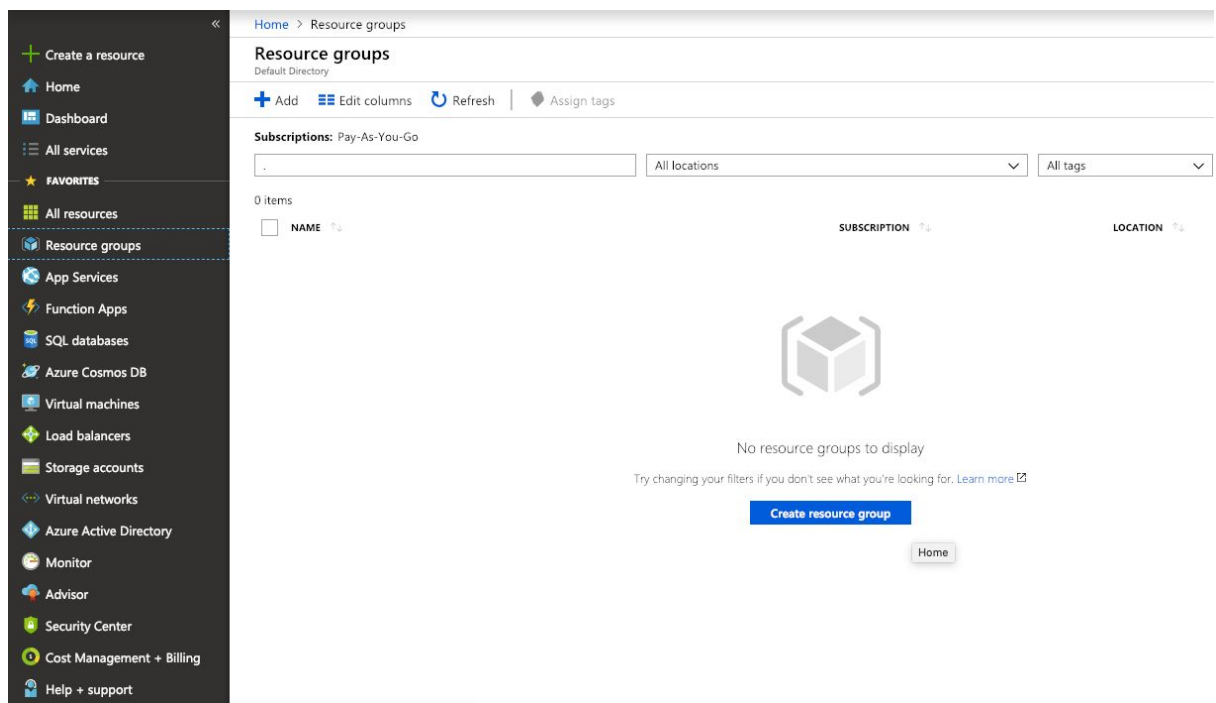 «
Create a resource
Home
Dashboard
All services
FAVORITES
All resources
Resource groups
App Services
Function Apps
SQL databases
Azure Cosmos DB
Virtual machines
Load balancers
Storage accounts
Virtual networks
Azure Active Directory
Monitor
Advisor
Security Center
Cost Management + Billing
Help + support
Home > Resource groups
Resource groups
Default Directory
Add Edit columns Refresh Assign tags
Subscriptions: Pay-As-You-Go
. All locations All tags
0 items
NAME SUBSCRIPTION LOCATION
No resource groups to display
Try changing your filters if you don't see what you're looking for. Learn more
Create resource group
Home